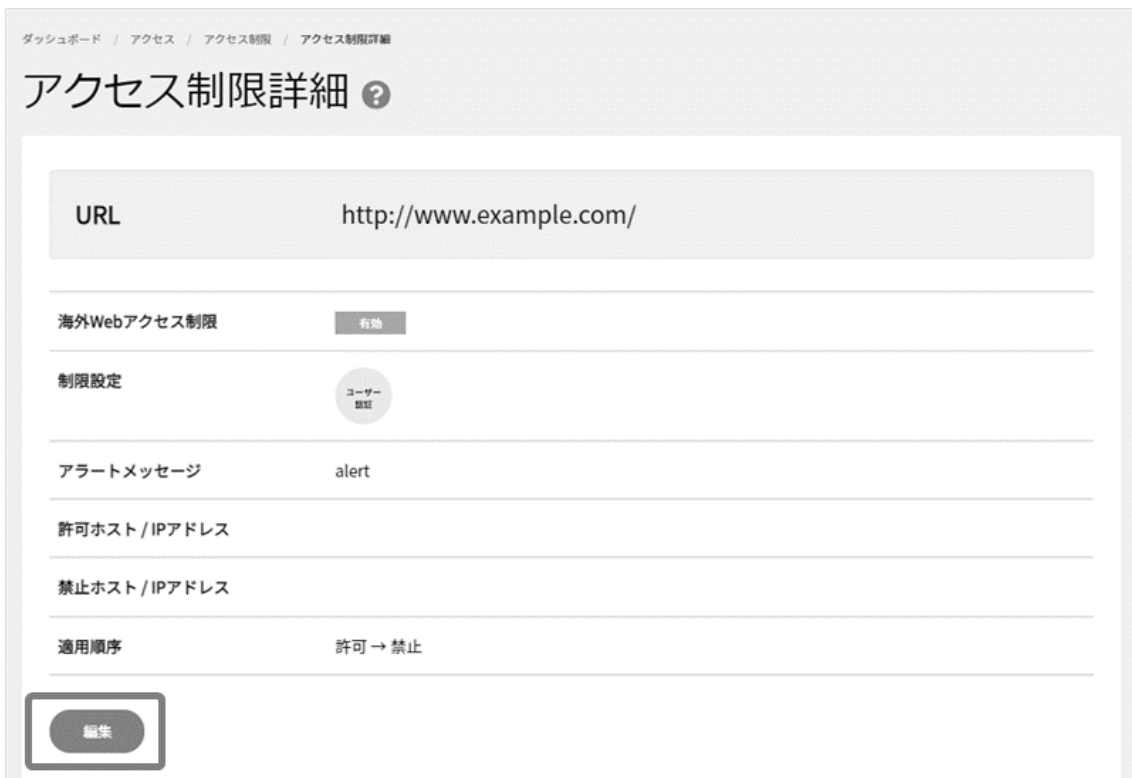 ダッシュボード / アクセス / アクセス制限 / アクセス制限詳細
アクセス制限詳細 ?
URL http://www.example.com/
海外Webアクセス制限 有効
制限設定 ユーザー
認証
アラートメッセージ alert
許可ホスト / IPアドレス
禁止ホスト / IPアドレス
適用順序 許可 → 禁止
編集